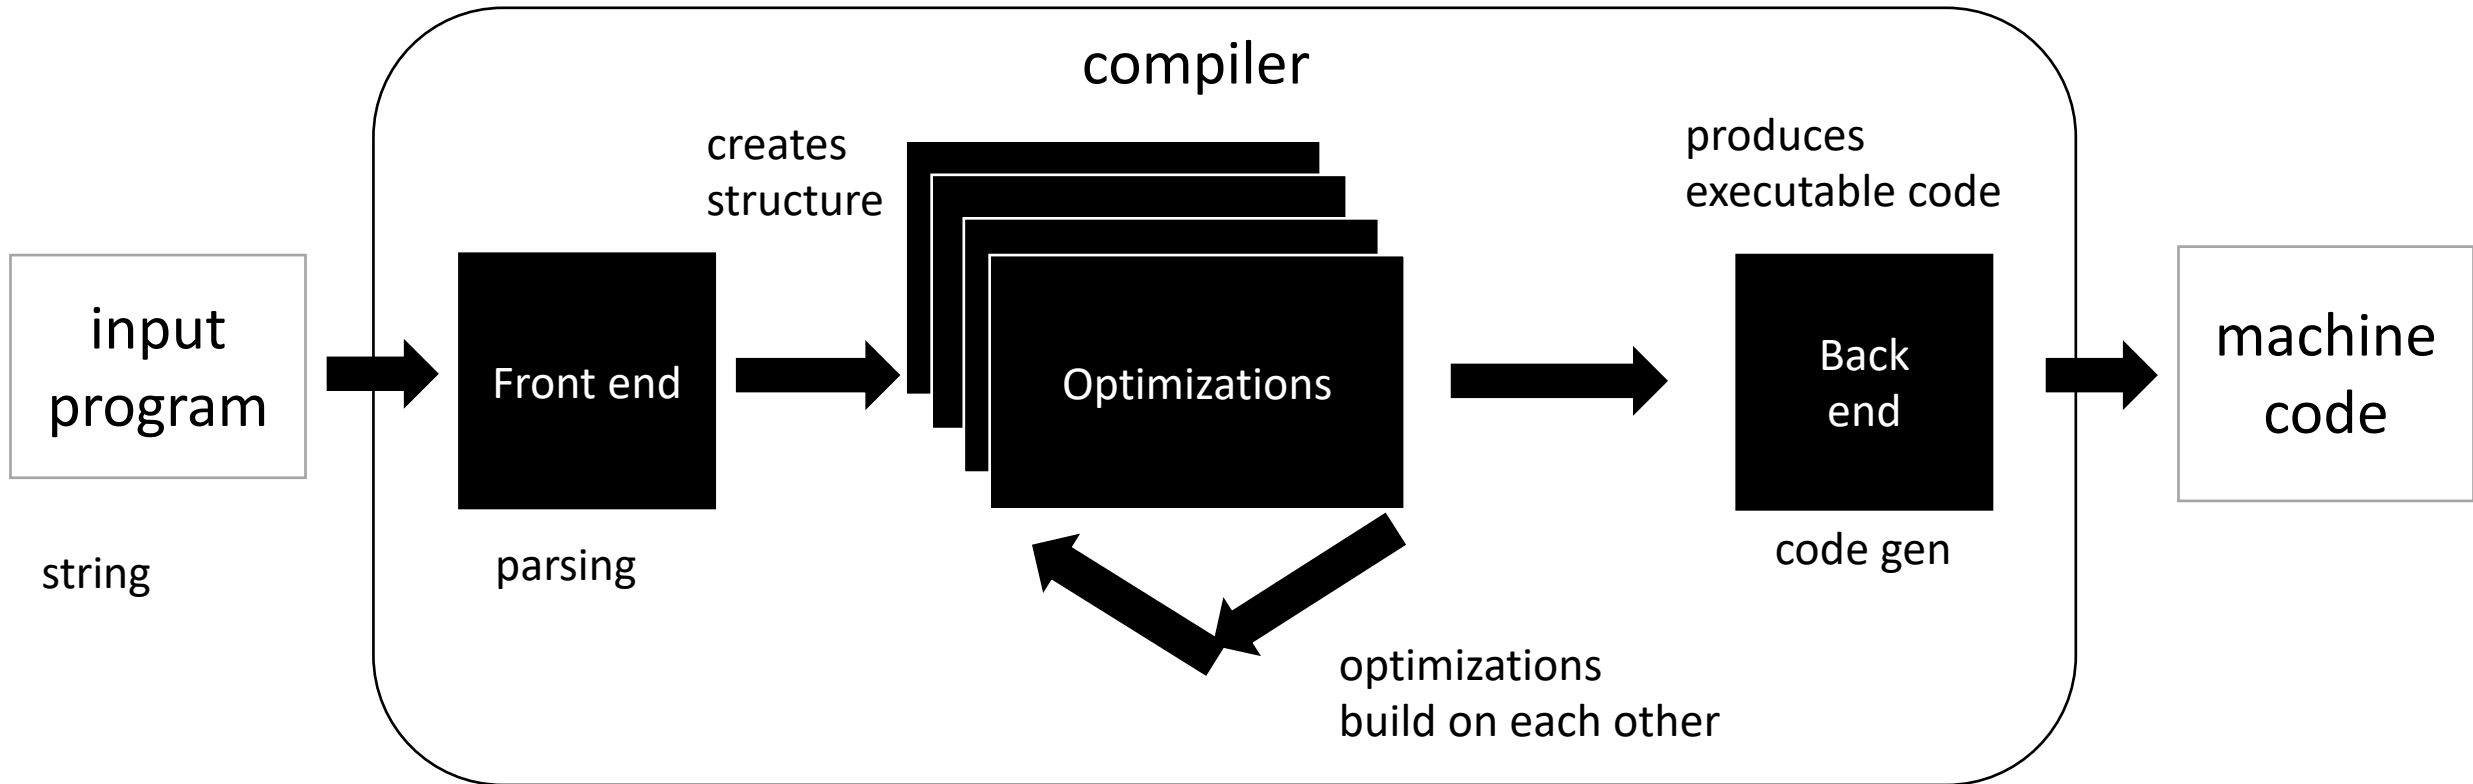 compiler
creates
structure
produces
executable code
input
program
Front end
Optimizations
Back
end
machine
code
string
parsing
code gen
optimizations
build on each other